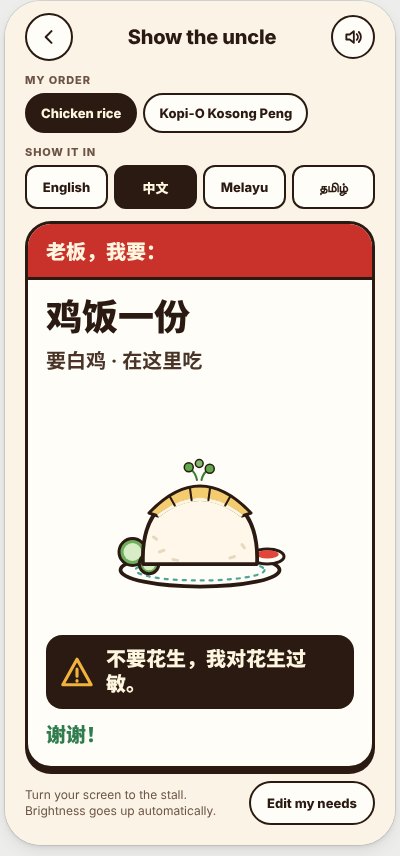 Show the uncle
MY ORDER
Chicken rice
Kopi-O Kosong Peng
SHOW IT IN
English
中文
Melayu
தமிழ்
老板，我要：
鸡饭一份
要白鸡 · 在这里吃
不要花生，我对花生过
敏。
谢谢！
Turn your screen to the stall.
Brightness goes up automatically.
Edit my needs